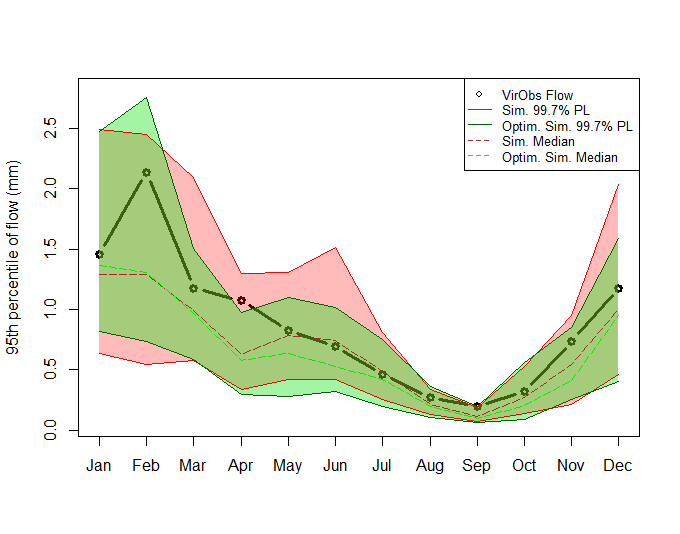 VirObs Flow
Sim. 99.7% PL
Optim. Sim. 99.7% PL
Sim. Median
Optim. Sim. Median
95th percentile of flow (mm)
2.5
2.0
1.5
1.0
0.5
0.0
Jan Feb Mar Apr May Jun Jul Aug Sep Oct Nov Dec